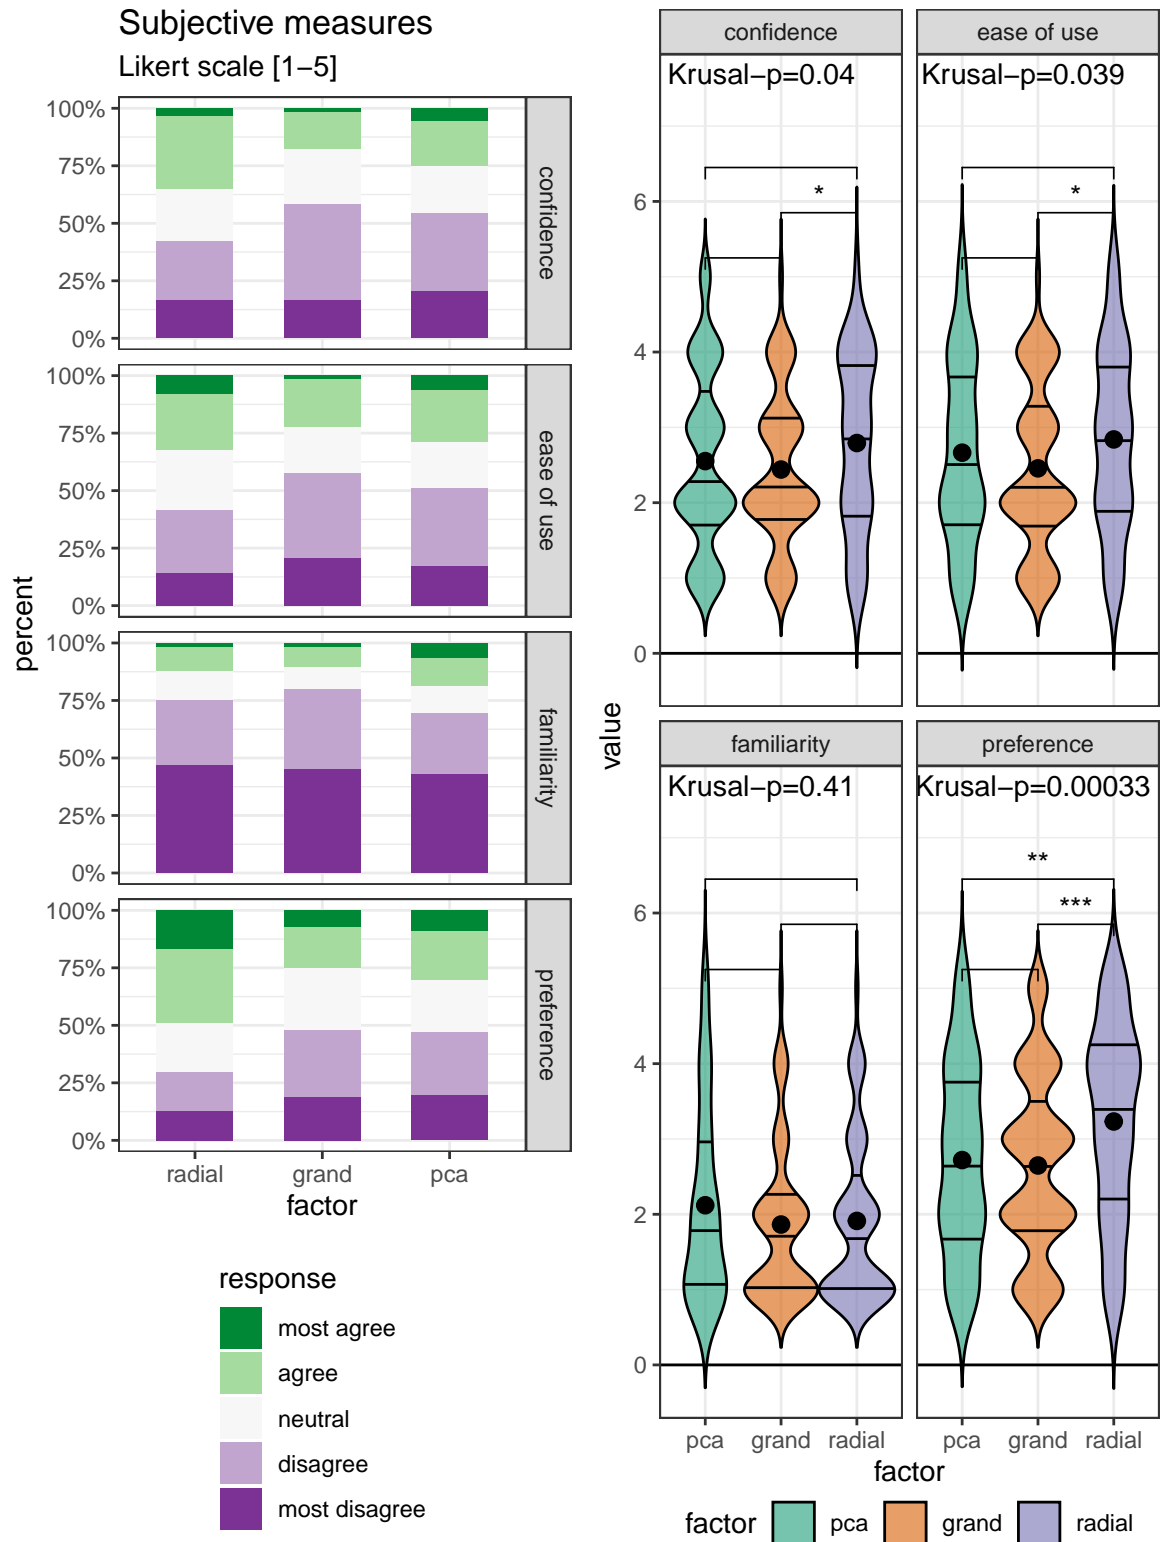 Subjective measures
Likert scale [1−5]
percent
100%
75%
50%
25%
0%
confidence
100%
75%
50%
25%
0%
ease of use
100%
75%
50%
25%
0%
familiarity
100%
75%
50%
25%
0%
preference
radial grand pca
factor
response
most agree
agree
neutral
disagree
most disagree
value
confidence
Krusal−p=0.04
*
6
4
2
0
ease of use
Krusal−p=0.039
*
familiarity
Krusal−p=0.41
6
4
2
0
preference
Krusal−p=0.00033
**
***
pca grand radial
pca grand radial
factor
factor pca grand radial